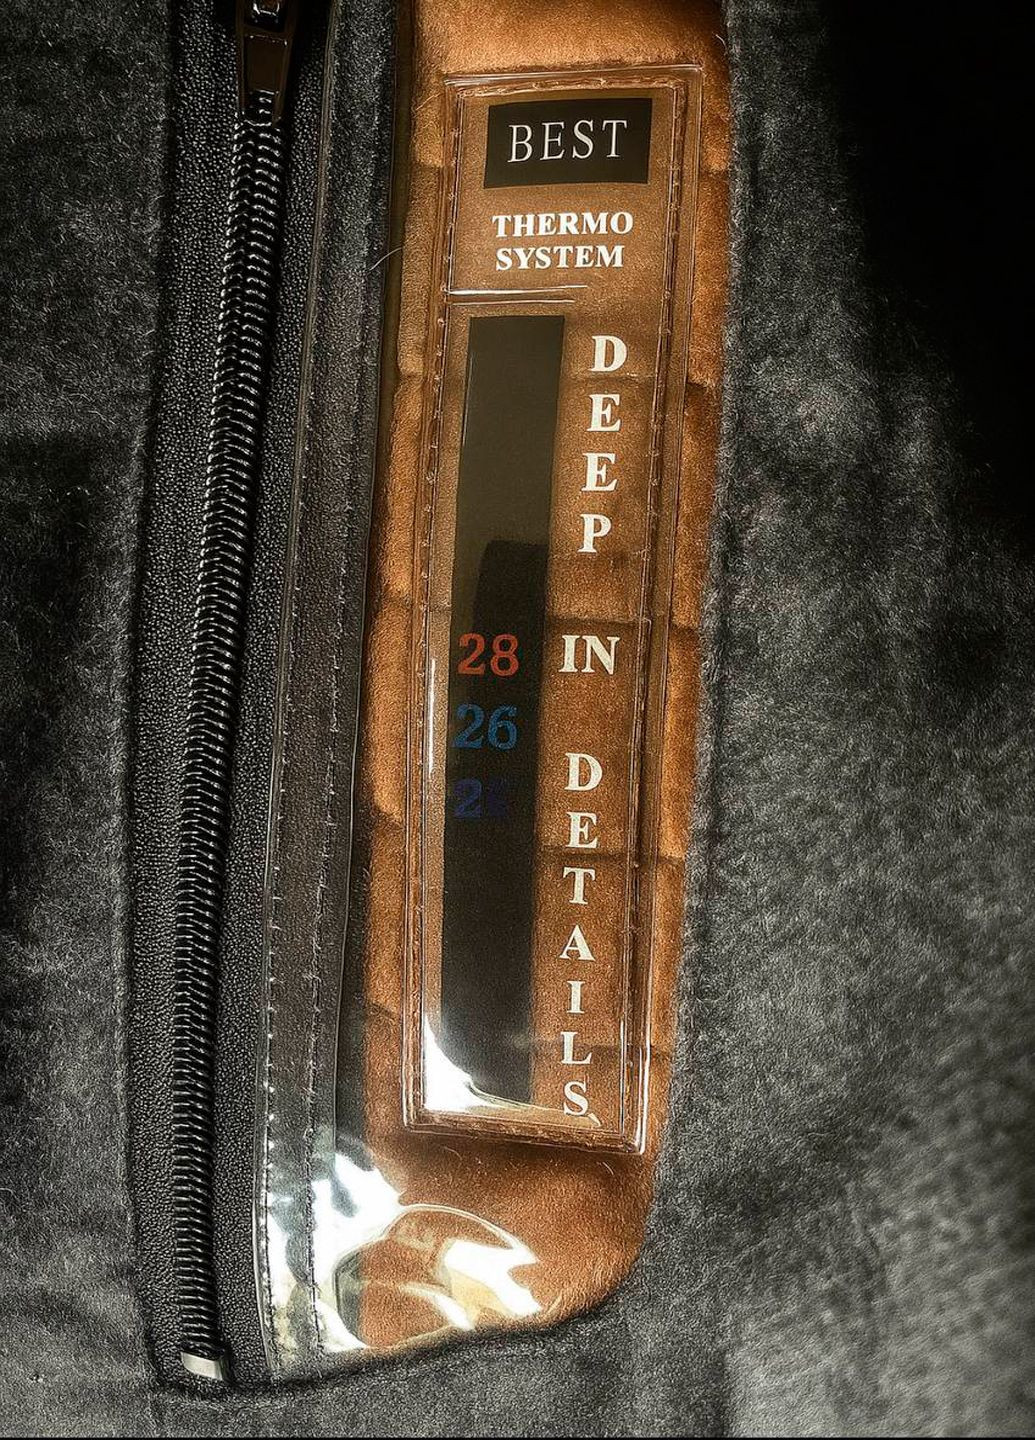 BEST
THERMO
SYSTEM
DEEP
IN
DETAILS
28
26